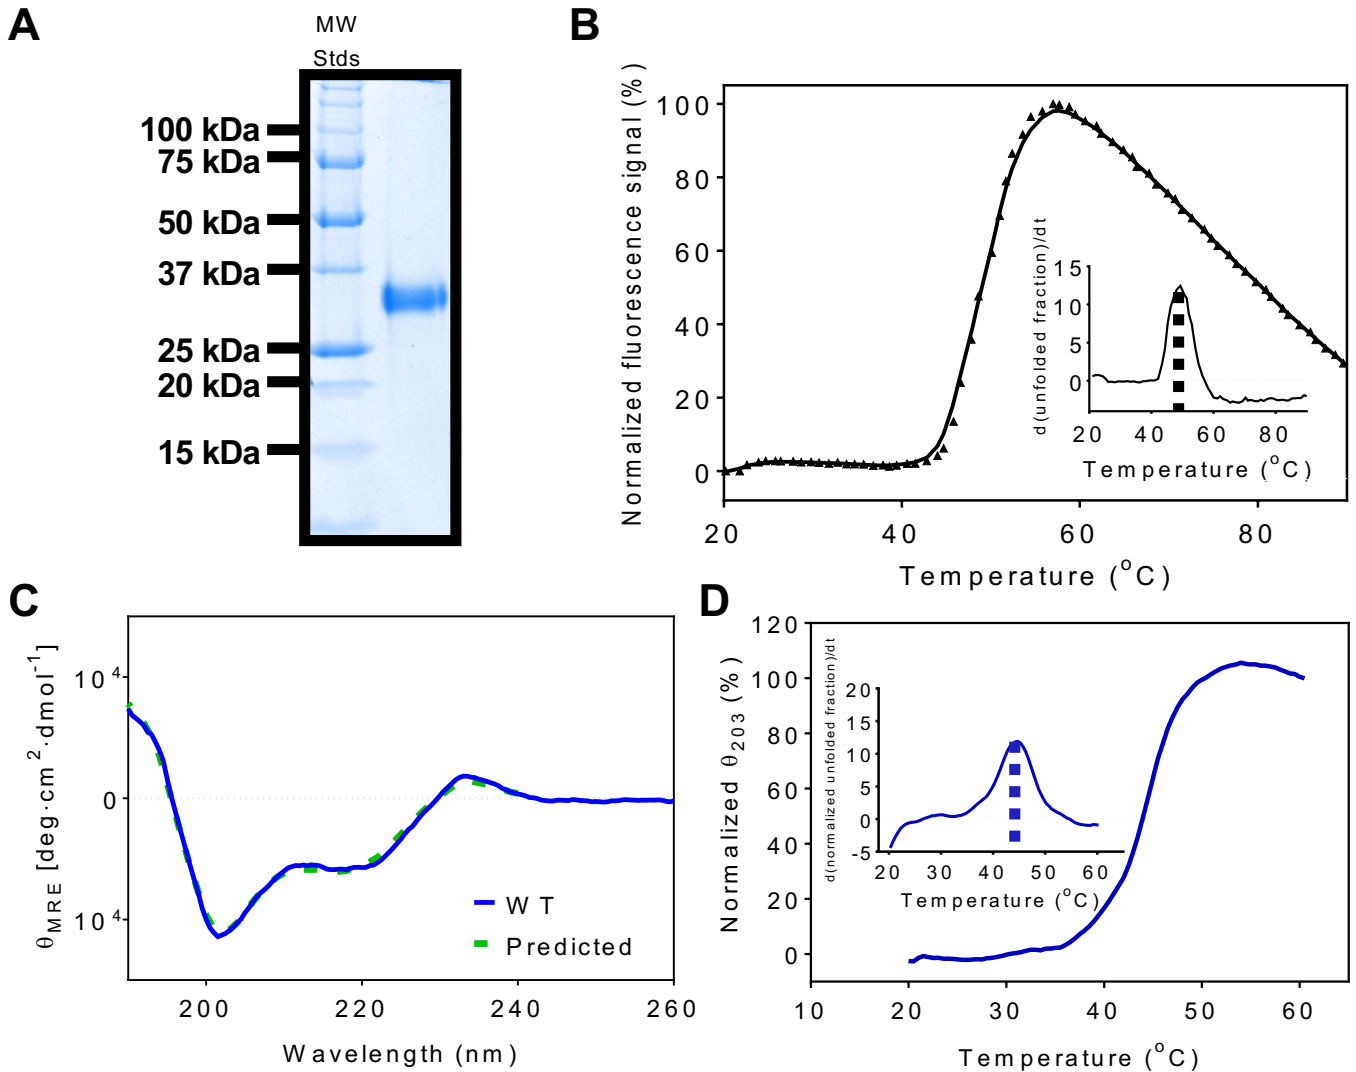 A
MW
Stds
100 kDa
75 kDa
50 kDa
37 kDa
25 kDa
20 kDa
15 kDa
B
Normalized fluorescence signal (%)
100
80
60
40
20
0
20 40 60 80
Temperature (°C)
d(unfolded fraction)/dt
15
10
5
0
20 40 60 80
Temperature (°C)
C
θMRE [deg·cm²·dmol⁻¹]
10⁴
0
10⁴
WT
Predicted
200 220 240 260
Wavelength (nm)
D
Normalized θ203 (%)
120
100
80
60
40
20
0
10 20 30 40 50 60
Temperature (°C)
d(normalized unfolded fraction)/dt
20
15
10
5
0
-5
20 30 40 50 60
Temperature (°C)